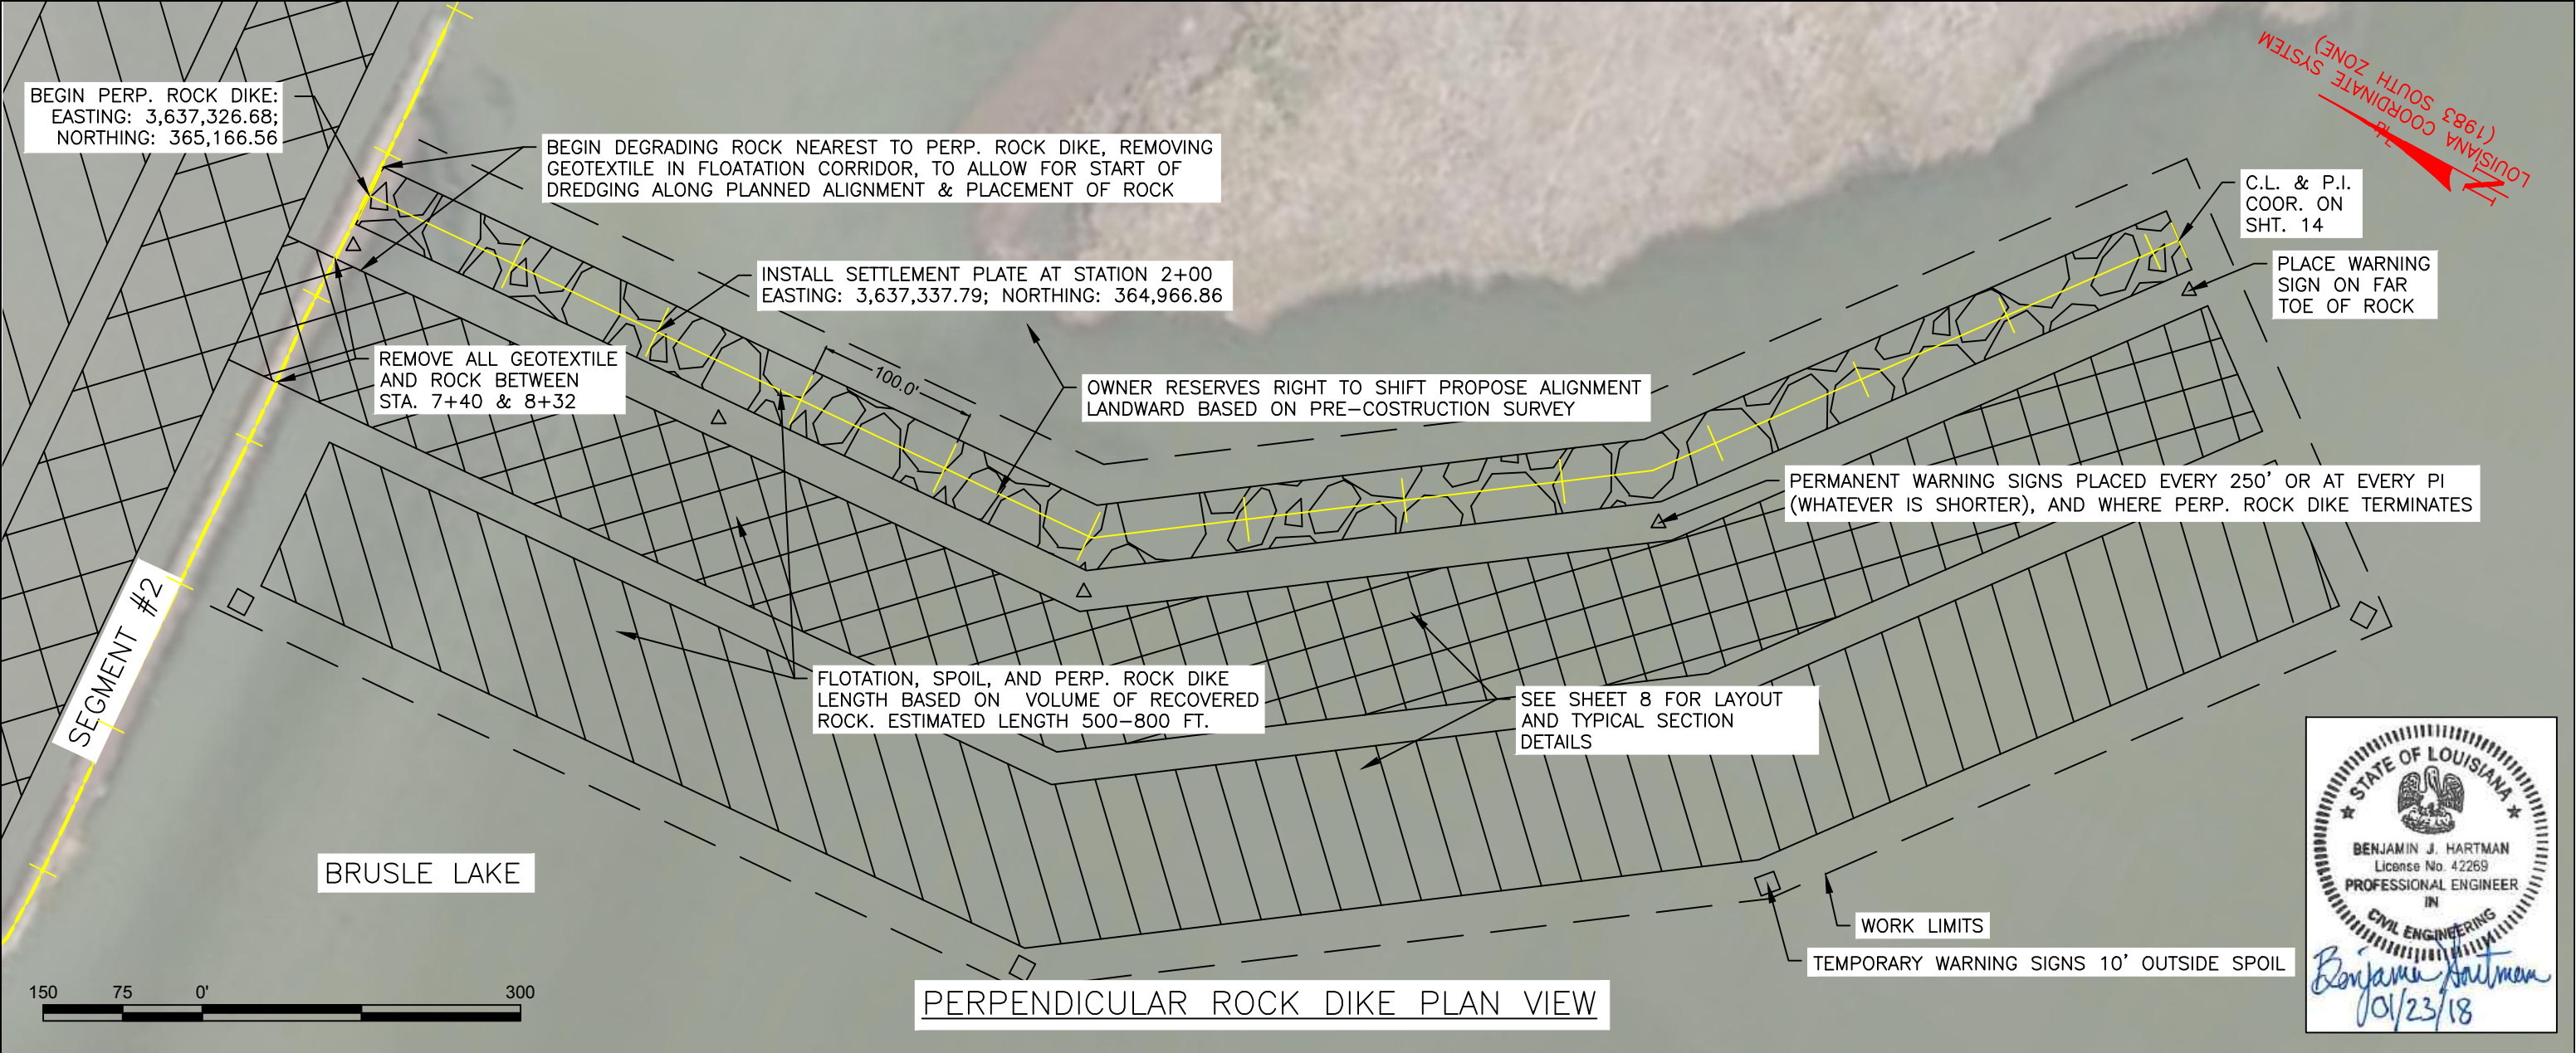 BEGIN PERP. ROCK DIKE:
EASTING: 3,637,326.68;
NORTHING: 365,166.56
BEGIN DEGRADING ROCK NEAREST TO PERP. ROCK DIKE, REMOVING
GEOTEXTILE IN FLOATATION CORRIDOR, TO ALLOW FOR START OF
DREDGING ALONG PLANNED ALIGNMENT & PLACEMENT OF ROCK
LOUISIANA COORDINATE SYSTEM
(1983 SOUTH ZONE)
N
C.L. & P.I.
COOR. ON
SHT. 14
PLACE WARNING
SIGN ON FAR
TOE OF ROCK
INSTALL SETTLEMENT PLATE AT STATION 2+00
EASTING: 3,637,337.79; NORTHING: 364,966.86
REMOVE ALL GEOTEXTILE
AND ROCK BETWEEN
STA. 7+40 & 8+32
100.0'
OWNER RESERVES RIGHT TO SHIFT PROPOSE ALIGNMENT
LANDWARD BASED ON PRE-COSTRUCTION SURVEY
PERMANENT WARNING SIGNS PLACED EVERY 250' OR AT EVERY PI
(WHATEVER IS SHORTER), AND WHERE PERP. ROCK DIKE TERMINATES
SEGMENT #2
FLOTATION, SPOIL, AND PERP. ROCK DIKE
LENGTH BASED ON VOLUME OF RECOVERED
ROCK. ESTIMATED LENGTH 500-800 FT.
SEE SHEET 8 FOR LAYOUT
AND TYPICAL SECTION
DETAILS
BRUSLE LAKE
WORK LIMITS
TEMPORARY WARNING SIGNS 10' OUTSIDE SPOIL
150 75 0' 300
PERPENDICULAR ROCK DIKE PLAN VIEW
STATE OF LOUISIANA
BENJAMIN J. HARTMAN
License No. 42269
PROFESSIONAL ENGINEER
IN
CIVIL ENGINEERING
Benjamin Hartman
01/23/18